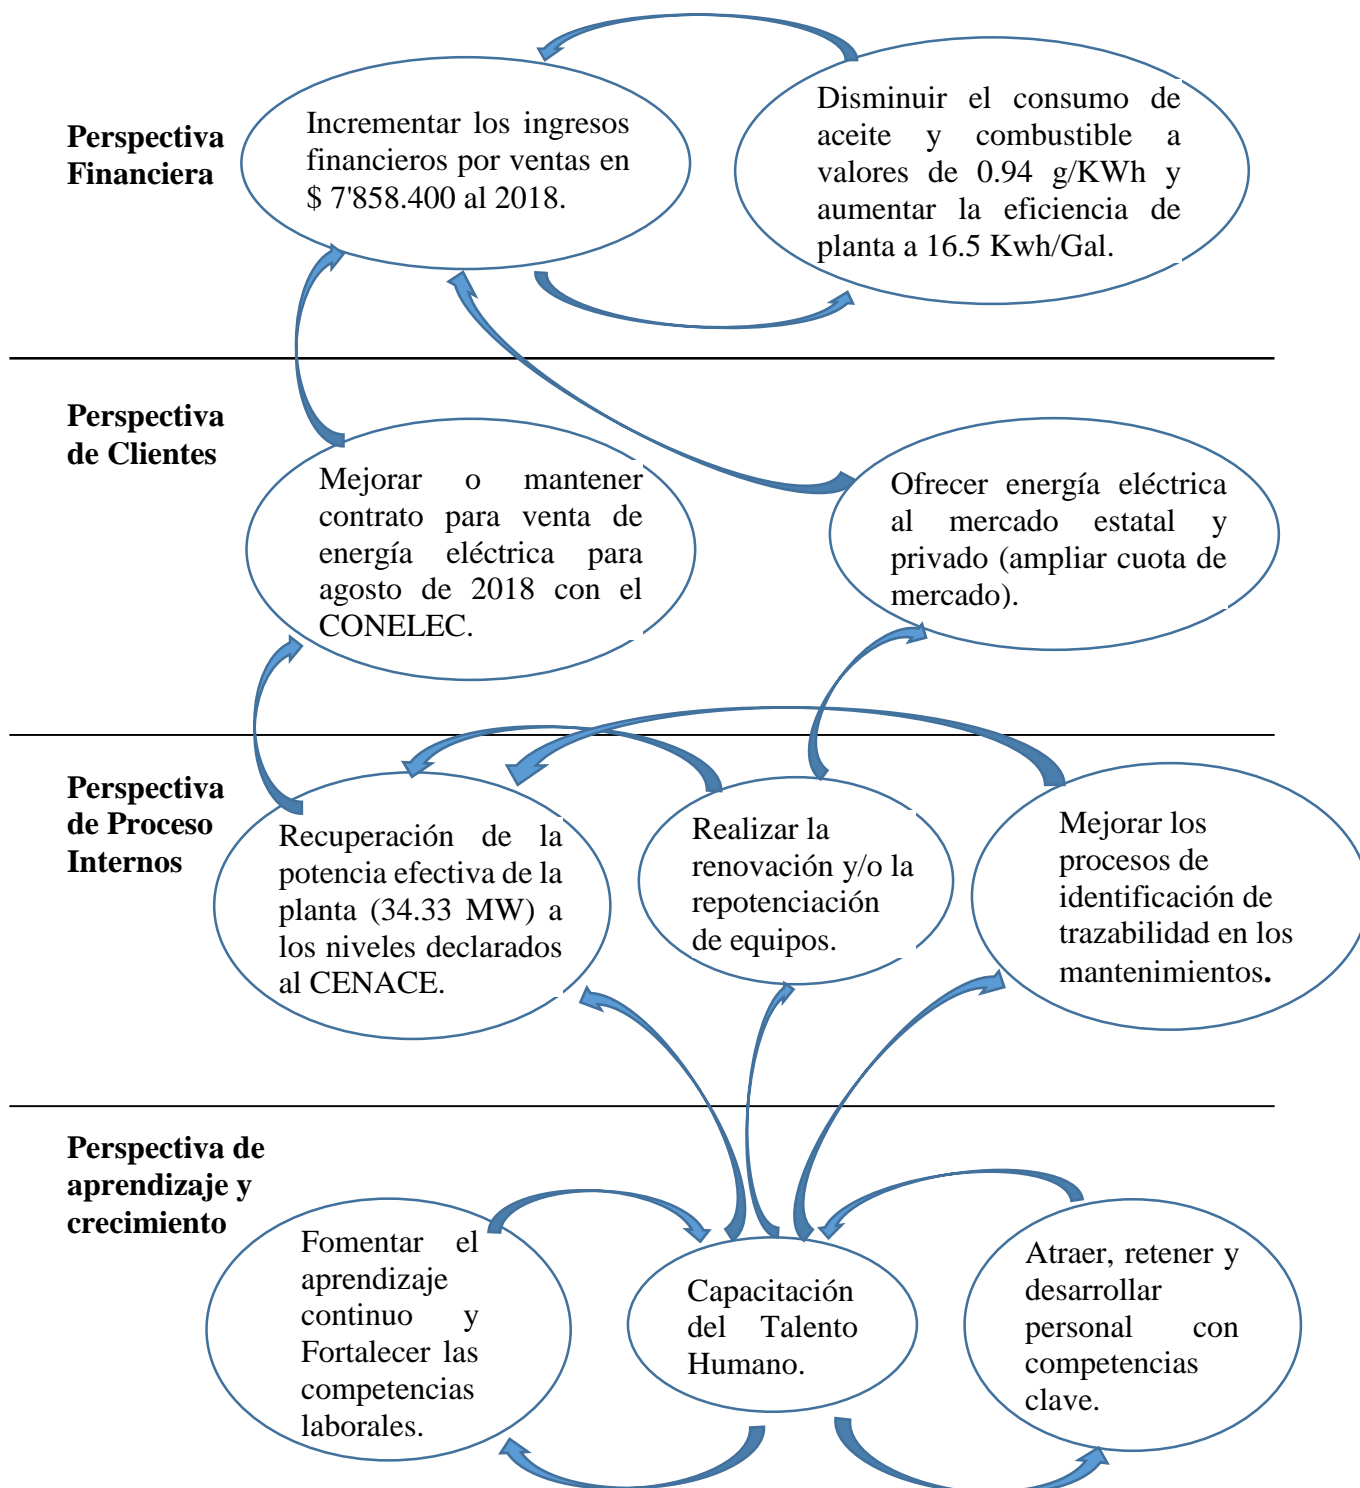 Perspectiva
Financiera
Incrementar los ingresos
financieros por ventas en
$ 7'858.400 al 2018.
Disminuir el consumo de
aceite y combustible a
valores de 0.94 g/KWh y
aumentar la eficiencia de
planta a 16.5 Kwh/Gal.
Perspectiva
de Clientes
Mejorar o mantener
contrato para venta de
energía eléctrica para
agosto de 2018 con el
CONELEC.
Ofrecer energía eléctrica
al mercado estatal y
privado (ampliar cuota de
mercado).
Perspectiva
de Proceso
Internos
Recuperación de la
potencia efectiva de la
planta (34.33 MW) a
los niveles declarados
al CENACE.
Realizar la
renovación y/o la
repotenciación
de equipos.
Mejorar los
procesos de
identificación de
trazabilidad en los
mantenimientos.
Perspectiva de
aprendizaje y
crecimiento
Fomentar el
aprendizaje
continuo y
Fortalecer las
competencias
laborales.
Capacitación
del Talento
Humano.
Atraer, retener y
desarrollar
personal con
competencias
clave.